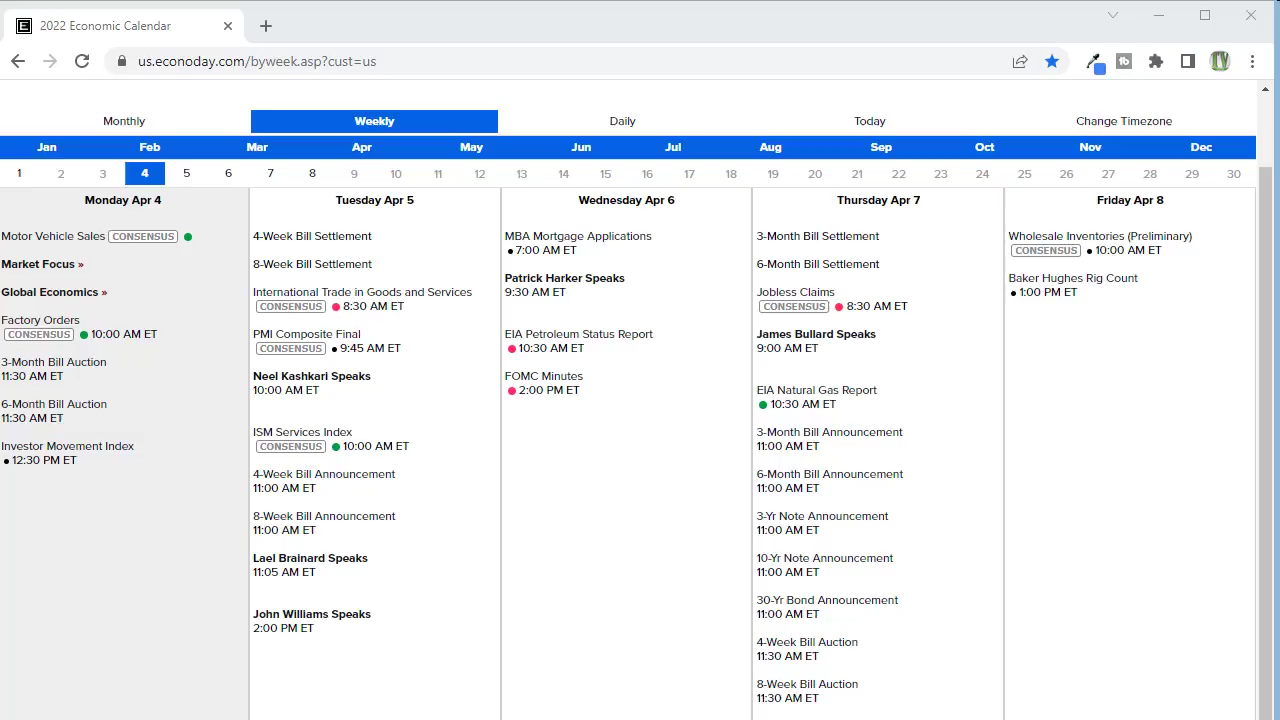 2022 Economic Calendar
us.econoday.com/byweek.asp?cust=us
Monthly Weekly Daily Today Change Timezone
Jan Feb Mar Apr May Jun Jul Aug Sep Oct Nov Dec
1 2 3 4 5 6 7 8 9 10 11 12 13 14 15 16 17 18 19 20 21 22 23 24 25 26 27 28 29 30
Monday Apr 4
Motor Vehicle Sales CONSENSUS
Market Focus »
Global Economics »
Factory Orders
CONSENSUS 10:00 AM ET
3-Month Bill Auction
11:30 AM ET
6-Month Bill Auction
11:30 AM ET
Investor Movement Index
12:30 PM ET
Tuesday Apr 5
4-Week Bill Settlement
8-Week Bill Settlement
International Trade in Goods and Services
CONSENSUS 8:30 AM ET
PMI Composite Final
CONSENSUS 9:45 AM ET
Neel Kashkari Speaks
10:00 AM ET
ISM Services Index
CONSENSUS 10:00 AM ET
4-Week Bill Announcement
11:00 AM ET
8-Week Bill Announcement
11:00 AM ET
Lael Brainard Speaks
11:05 AM ET
John Williams Speaks
2:00 PM ET
Wednesday Apr 6
MBA Mortgage Applications
7:00 AM ET
Patrick Harker Speaks
9:30 AM ET
EIA Petroleum Status Report
10:30 AM ET
FOMC Minutes
2:00 PM ET
Thursday Apr 7
3-Month Bill Settlement
6-Month Bill Settlement
Jobless Claims
CONSENSUS 8:30 AM ET
James Bullard Speaks
9:00 AM ET
EIA Natural Gas Report
10:30 AM ET
3-Month Bill Announcement
11:00 AM ET
6-Month Bill Announcement
11:00 AM ET
3-Yr Note Announcement
11:00 AM ET
10-Yr Note Announcement
11:00 AM ET
30-Yr Bond Announcement
11:00 AM ET
4-Week Bill Auction
11:30 AM ET
8-Week Bill Auction
11:30 AM ET
Friday Apr 8
Wholesale Inventories (Preliminary)
CONSENSUS 10:00 AM ET
Baker Hughes Rig Count
1:00 PM ET